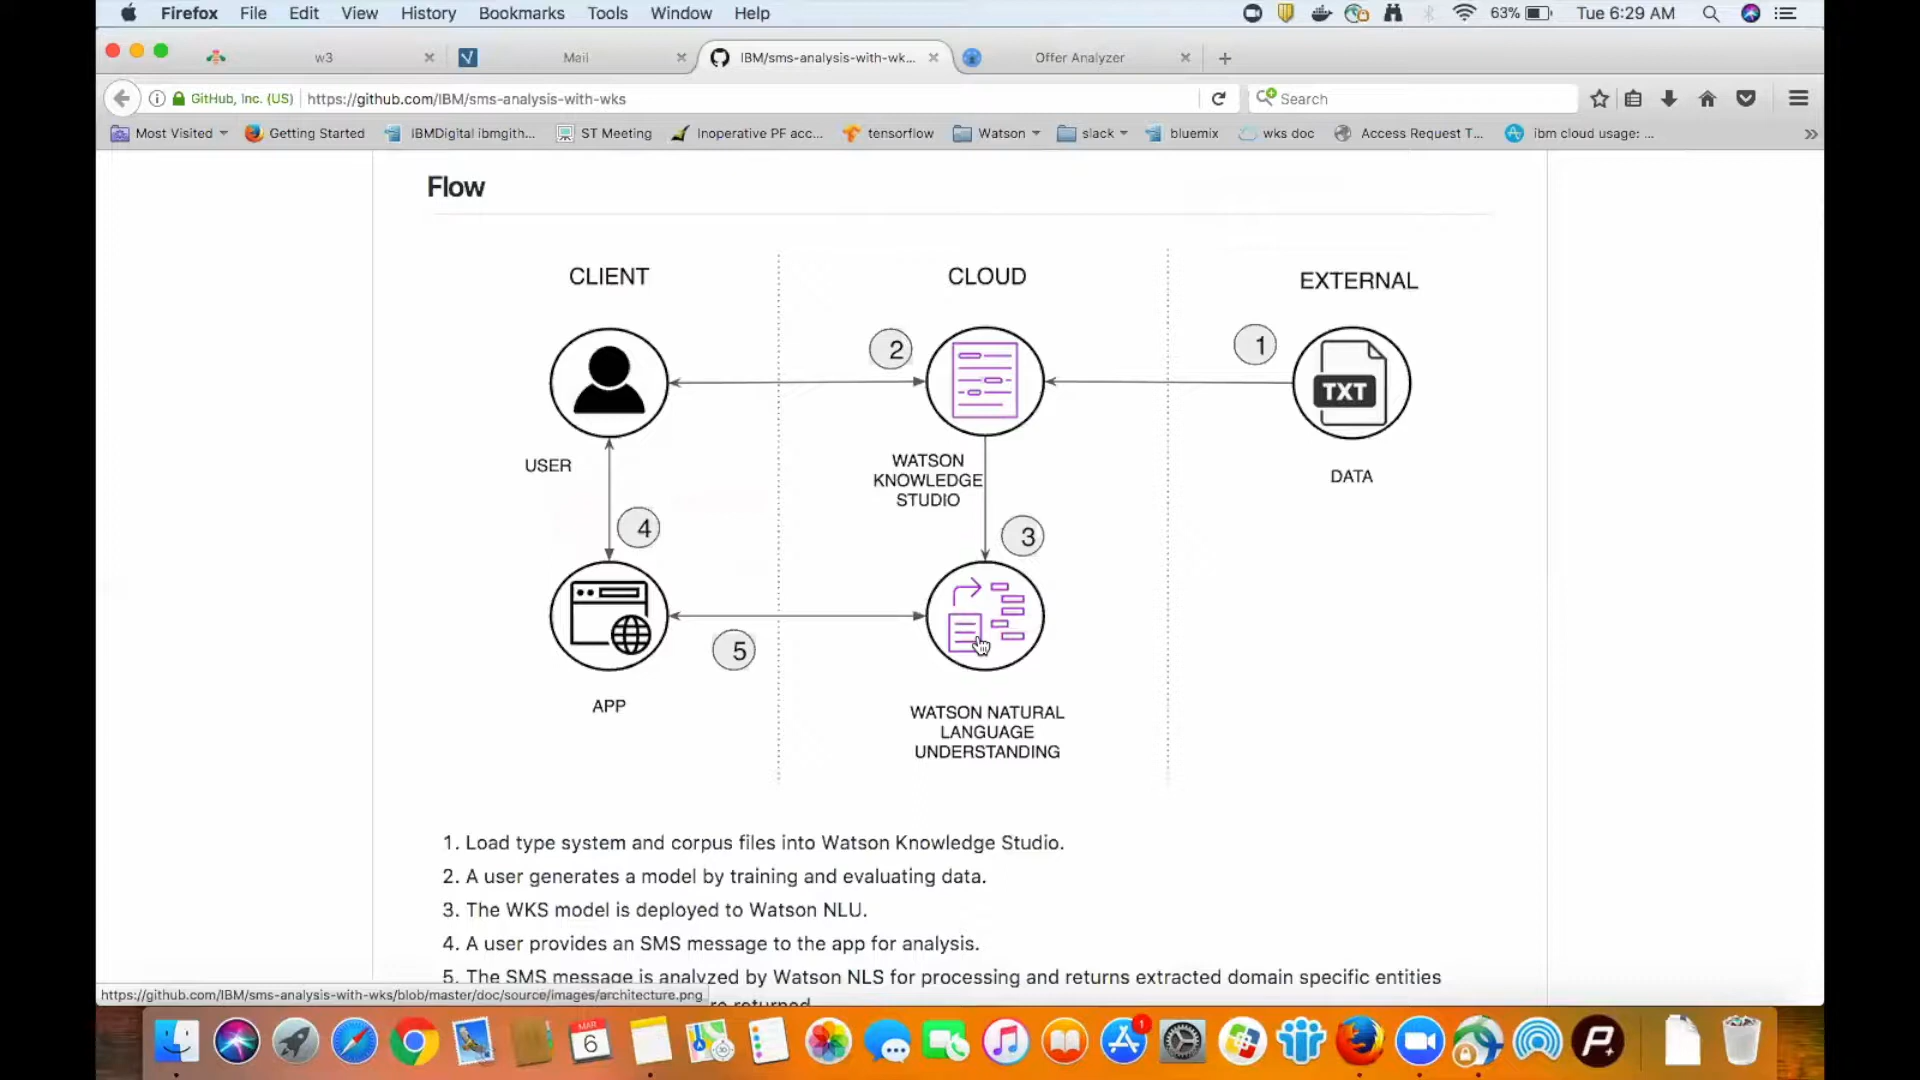 Firefox File Edit View History Bookmarks Tools Window Help 63% Tue 6:29 AM
w3 Mail IBM/sms-analysis-with-wk... Offer Analyzer
GitHub, Inc. (US) https://github.com/IBM/sms-analysis-with-wks Search
Most Visited Getting Started IBMDigital ibmgith... ST Meeting Inoperative PF acc... tensorflow Watson slack bluemix wks doc Access Request T... ibm cloud usage: ...
Flow
CLIENT CLOUD EXTERNAL
2 1
TXT
USER
WATSON
KNOWLEDGE
STUDIO
DATA
4 3
5
APP
WATSON NATURAL
LANGUAGE
UNDERSTANDING
1. Load type system and corpus files into Watson Knowledge Studio.
2. A user generates a model by training and evaluating data.
3. The WKS model is deployed to Watson NLU.
4. A user provides an SMS message to the app for analysis.
5. The SMS message is analyzed by Watson NLS for processing and returns extracted domain specific entities
https://github.com/IBM/sms-analysis-with-wks/blob/master/doc/source/images/architecture.png
returned
MAR
6
1